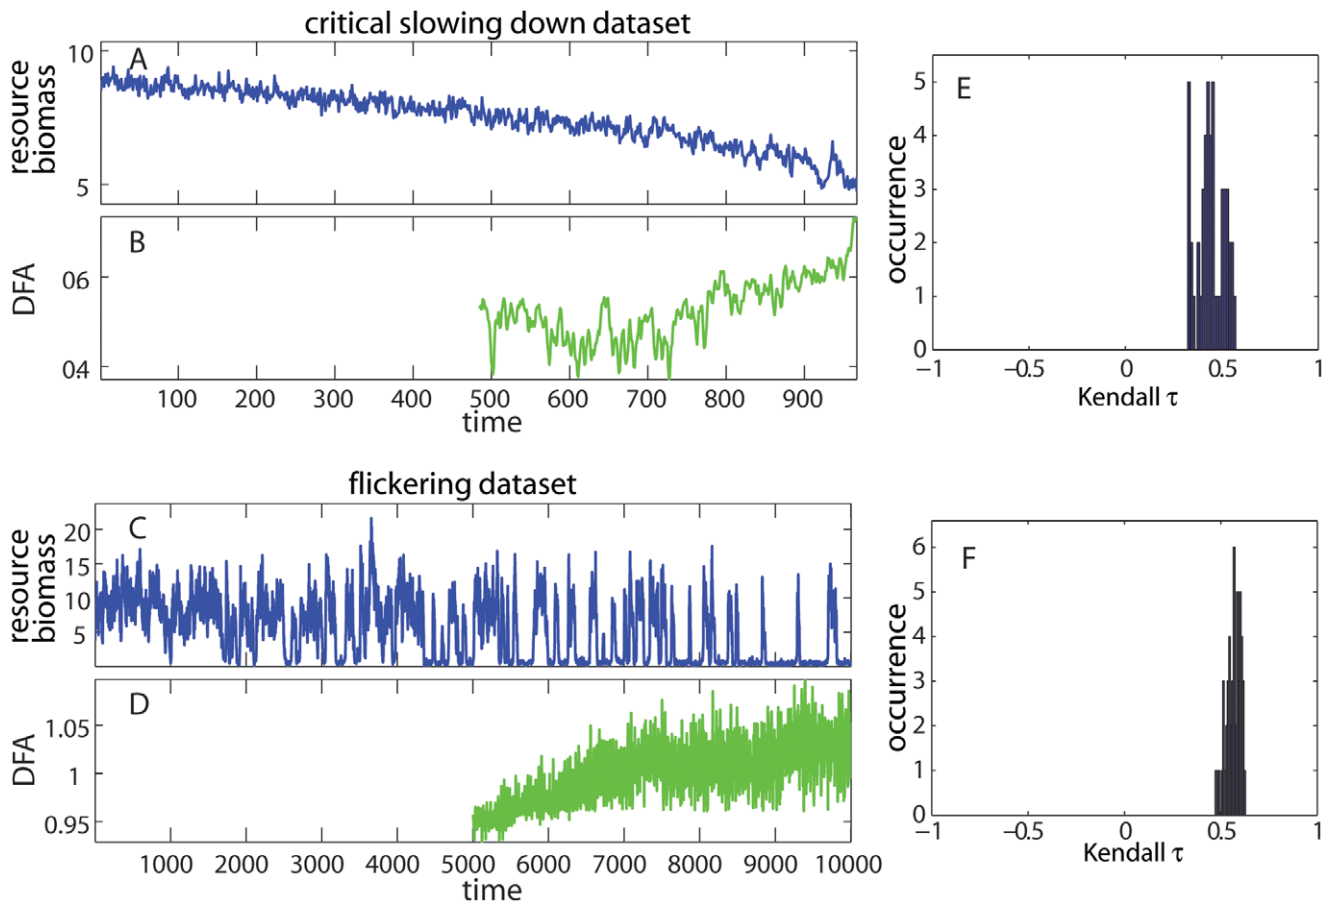 critical slowing down dataset
A
10
5
resource
biomass
B
06
04
DFA
100 200 300 400 500 600 700 800 900
time
E
5
4
3
2
1
0
occurrence
−1 −0.5 0 0.5 1
Kendall τ
flickering dataset
C
20
15
10
5
resource
biomass
D
1.05
1
0.95
DFA
1000 2000 3000 4000 5000 6000 7000 8000 9000 10000
time
F
6
5
4
3
2
1
0
occurrence
−1 −0.5 0 0.5 1
Kendall τ